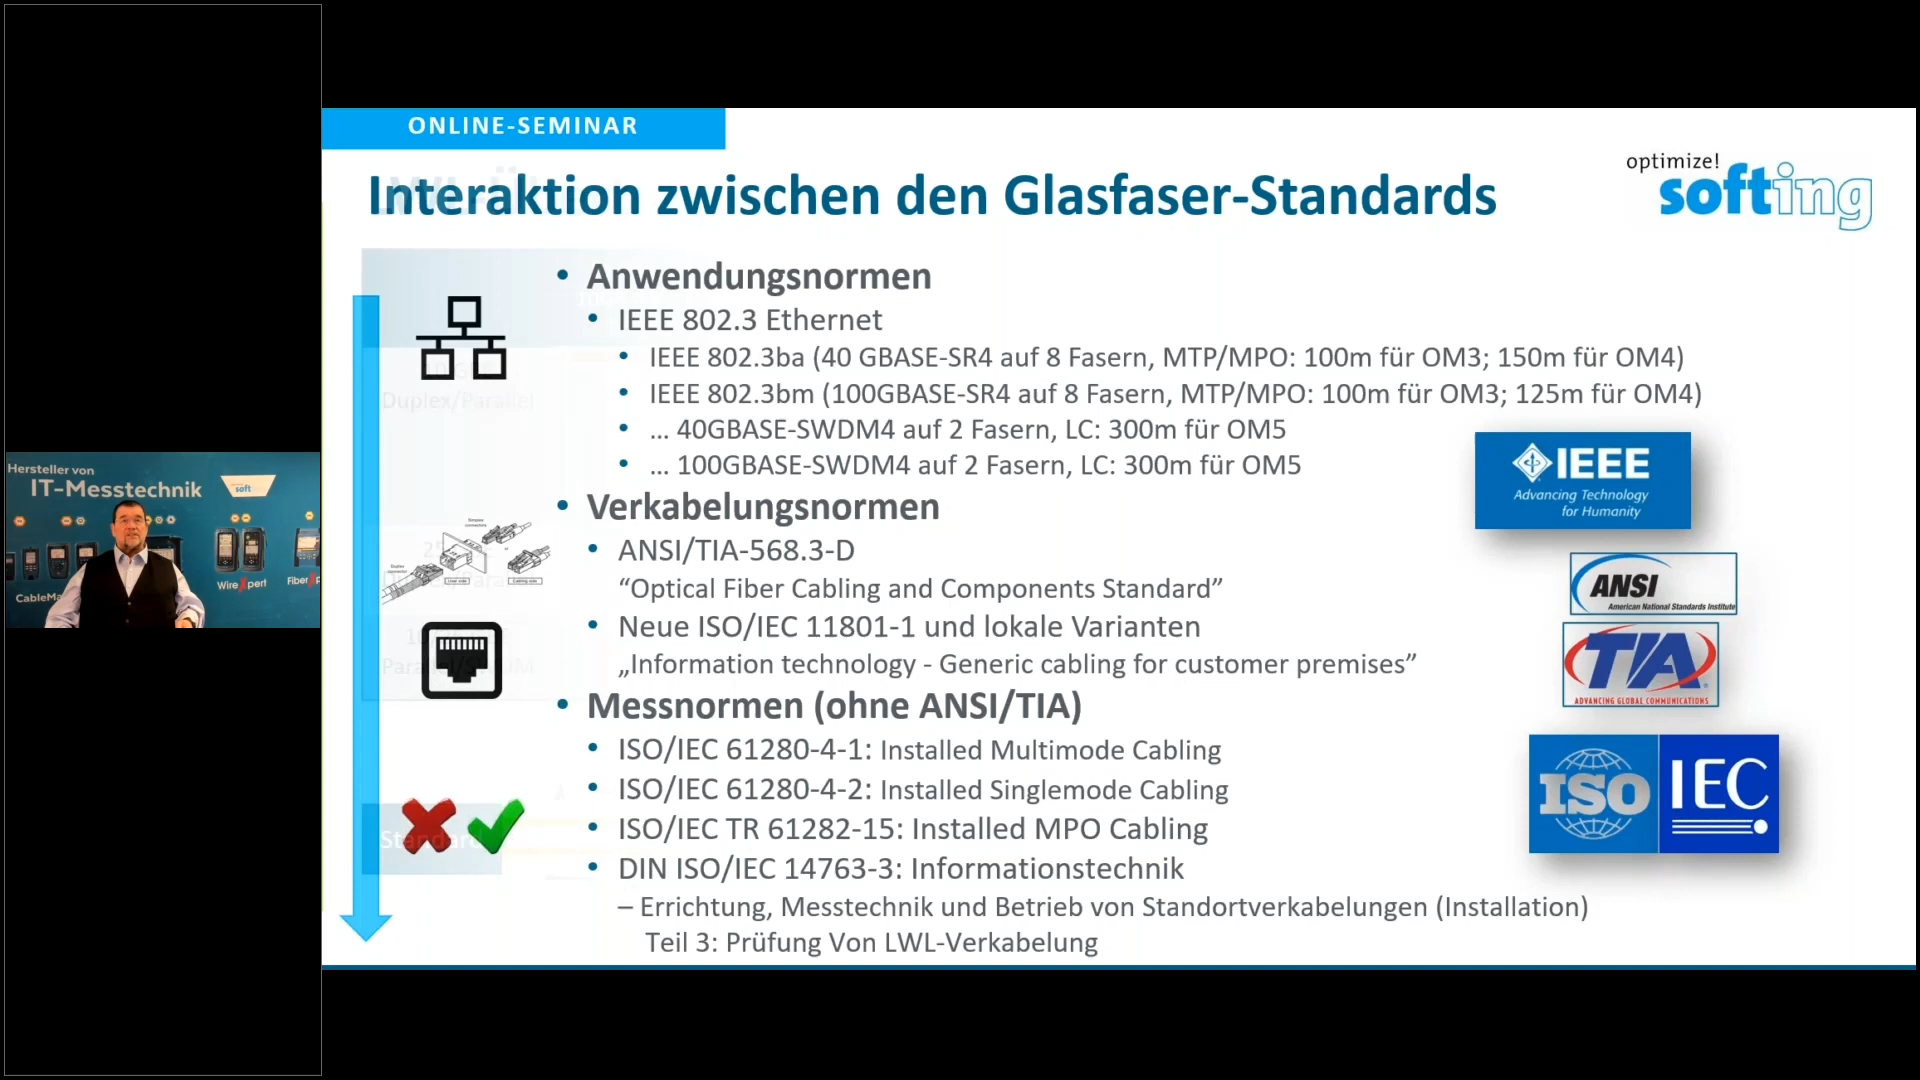 ONLINE-SEMINAR
Interaktion zwischen den Glasfaser-Standards
optimize!
softing
• Anwendungsnormen
• IEEE 802.3 Ethernet
• IEEE 802.3ba (40 GBASE-SR4 auf 8 Fasern, MTP/MPO: 100m für OM3; 150m für OM4)
• IEEE 802.3bm (100GBASE-SR4 auf 8 Fasern, MTP/MPO: 100m für OM3; 125m für OM4)
• ... 40GBASE-SWDM4 auf 2 Fasern, LC: 300m für OM5
• ... 100GBASE-SWDM4 auf 2 Fasern, LC: 300m für OM5
• Verkabelungsnormen
• ANSI/TIA-568.3-D
“Optical Fiber Cabling and Components Standard”
• Neue ISO/IEC 11801-1 und lokale Varianten
„Information technology - Generic cabling for customer premises”
• Messnormen (ohne ANSI/TIA)
• ISO/IEC 61280-4-1: Installed Multimode Cabling
• ISO/IEC 61280-4-2: Installed Singlemode Cabling
• ISO/IEC TR 61282-15: Installed MPO Cabling
• DIN ISO/IEC 14763-3: Informationstechnik
– Errichtung, Messtechnik und Betrieb von Standortverkabelungen (Installation)
Teil 3: Prüfung Von LWL-Verkabelung
Duplex/Parallel
IEEE
Advancing Technology
for Humanity
ANSI
American National Standards Institute
TIA
ADVANCING GLOBAL COMMUNICATIONS
ISO
IEC
Hersteller von
IT-Messtechnik
soft
WireXpert